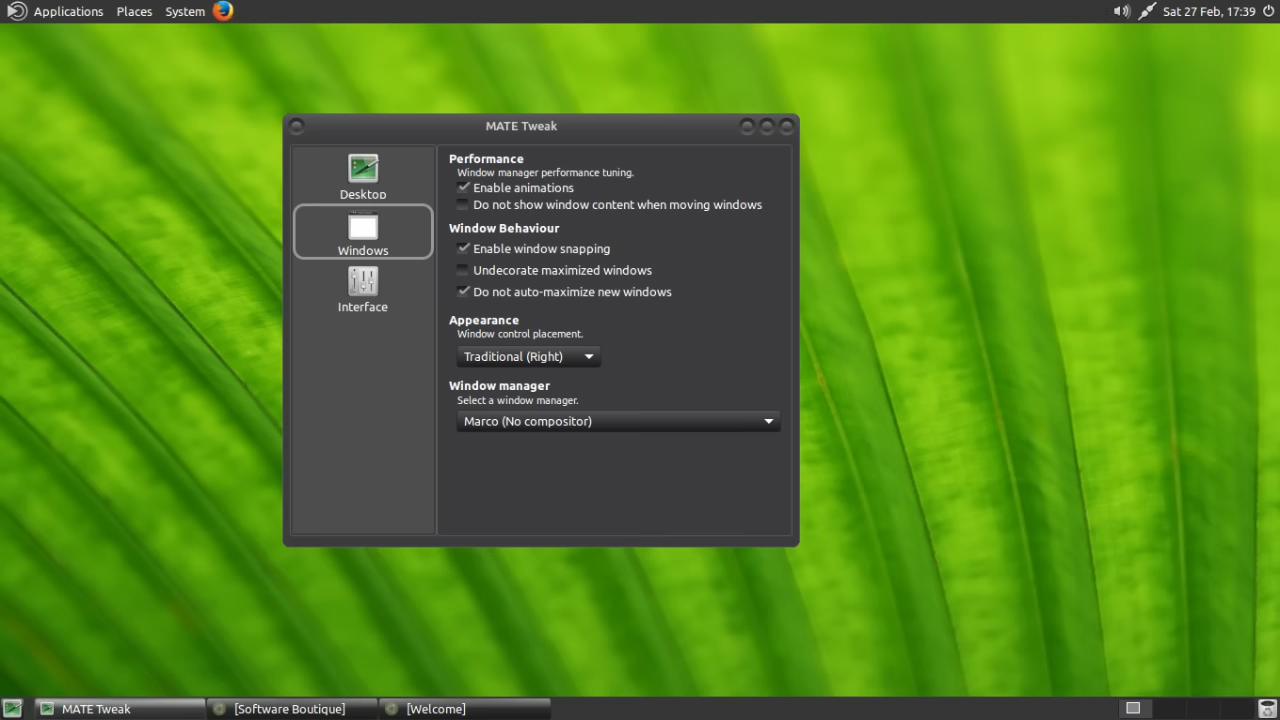 Applications Places System Sat 27 Feb, 17:39
MATE Tweak
Desktop
Windows
Interface
Performance
Window manager performance tuning.
Enable animations
Do not show window content when moving windows
Window Behaviour
Enable window snapping
Undecorate maximized windows
Do not auto-maximize new windows
Appearance
Window control placement.
Traditional (Right)
Window manager
Select a window manager.
Marco (No compositor)
MATE Tweak [Software Boutique] [Welcome]